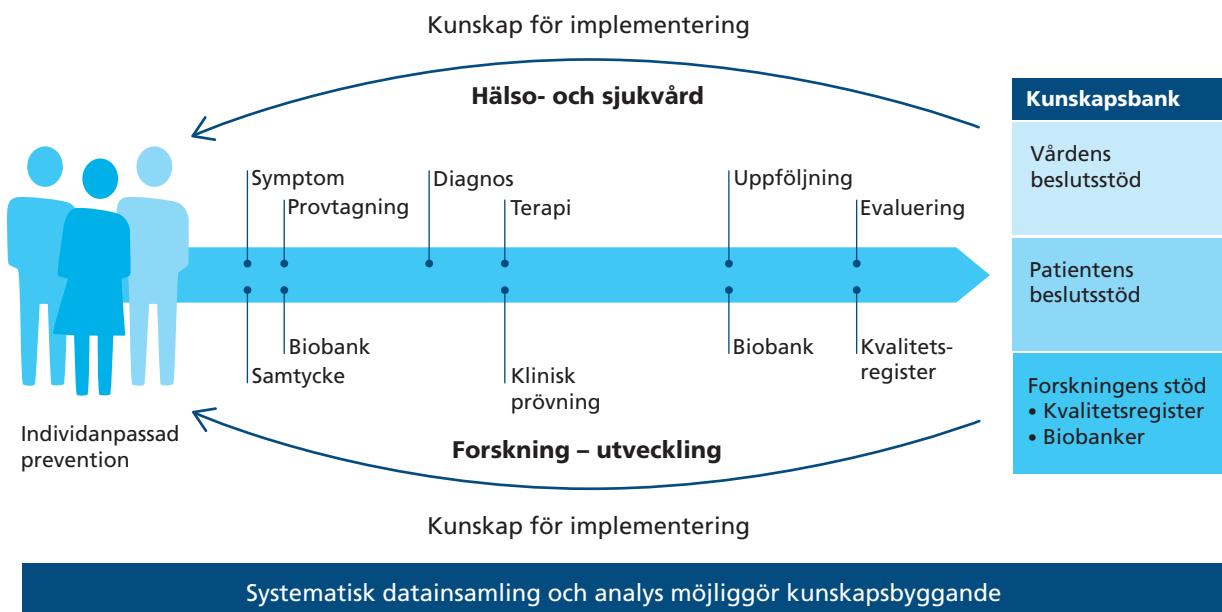 Kunskap för implementering
Hälso- och sjukvård
Symptom
Provtagning
Diagnos
Terapi
Uppföljning
Evaluering
Biobank
Samtycke
Klinisk
prövning
Biobank
Kvalitets-
register
Individanpassad
prevention
Forskning – utveckling
Kunskap för implementering
Kunskapsbank
Vårdens
beslutsstöd
Patientens
beslutsstöd
Forskningens stöd
• Kvalitetsregister
• Biobanker
Systematisk datainsamling och analys möjliggör kunskapsbyggande